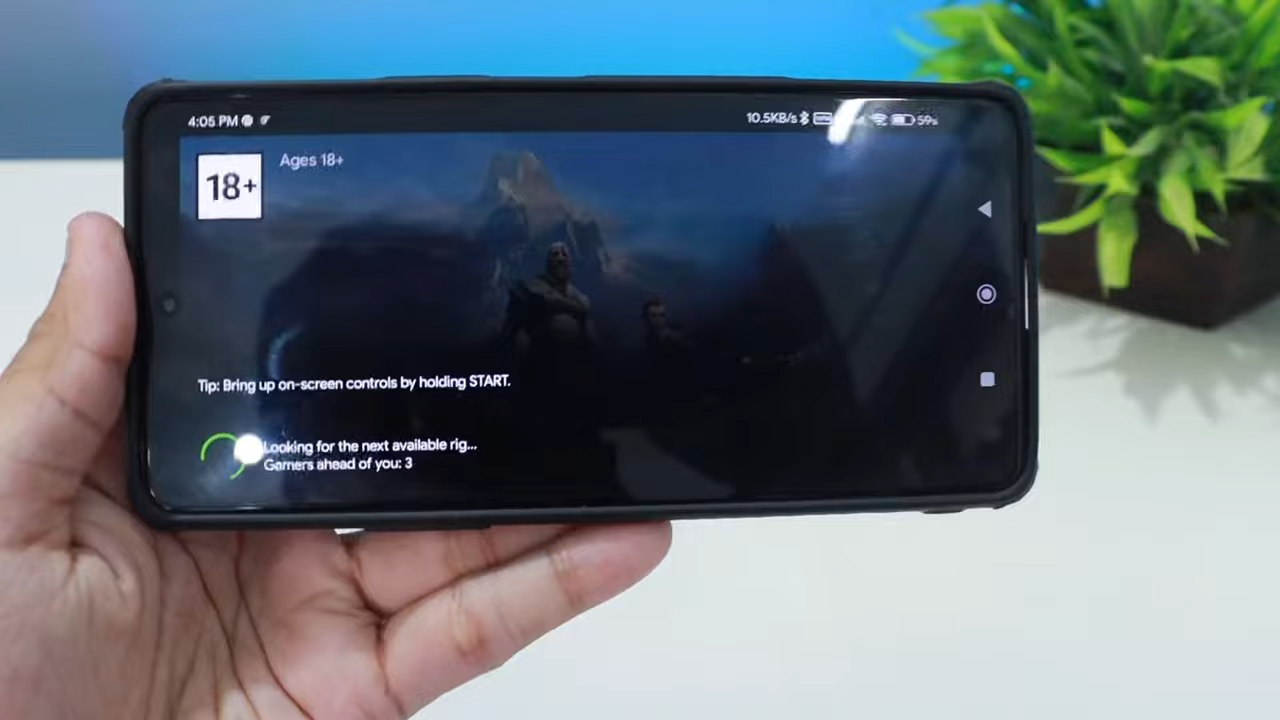 4:05 PM
10.5KB/s
59%
18+
Ages 18+
Tip: Bring up on-screen controls by holding START.
Looking for the next available rig...
Gamers ahead of you: 3